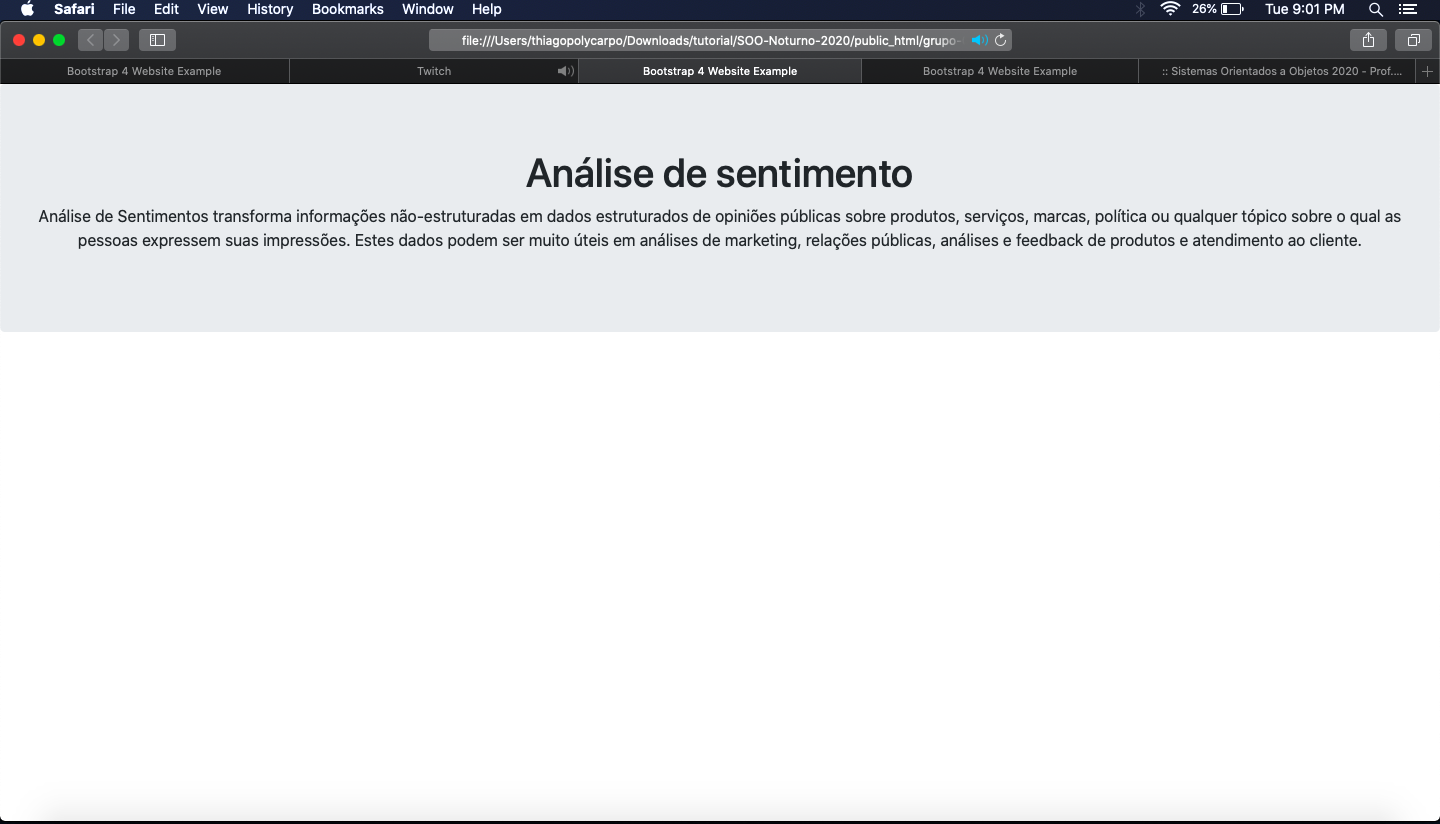 Safari File Edit View History Bookmarks Window Help 26% Tue 9:01 PM
file:///Users/thiagopolycarpo/Downloads/tutorial/SOO-Noturno-2020/public_html/grupo-
Bootstrap 4 Website Example Twitch Bootstrap 4 Website Example Bootstrap 4 Website Example :: Sistemas Orientados a Objetos 2020 - Prof....
Análise de sentimento
Análise de Sentimentos transforma informações não-estruturadas em dados estruturados de opiniões públicas sobre produtos, serviços, marcas, política ou qualquer tópico sobre o qual as
pessoas expressem suas impressões. Estes dados podem ser muito úteis em análises de marketing, relações públicas, análises e feedback de produtos e atendimento ao cliente.